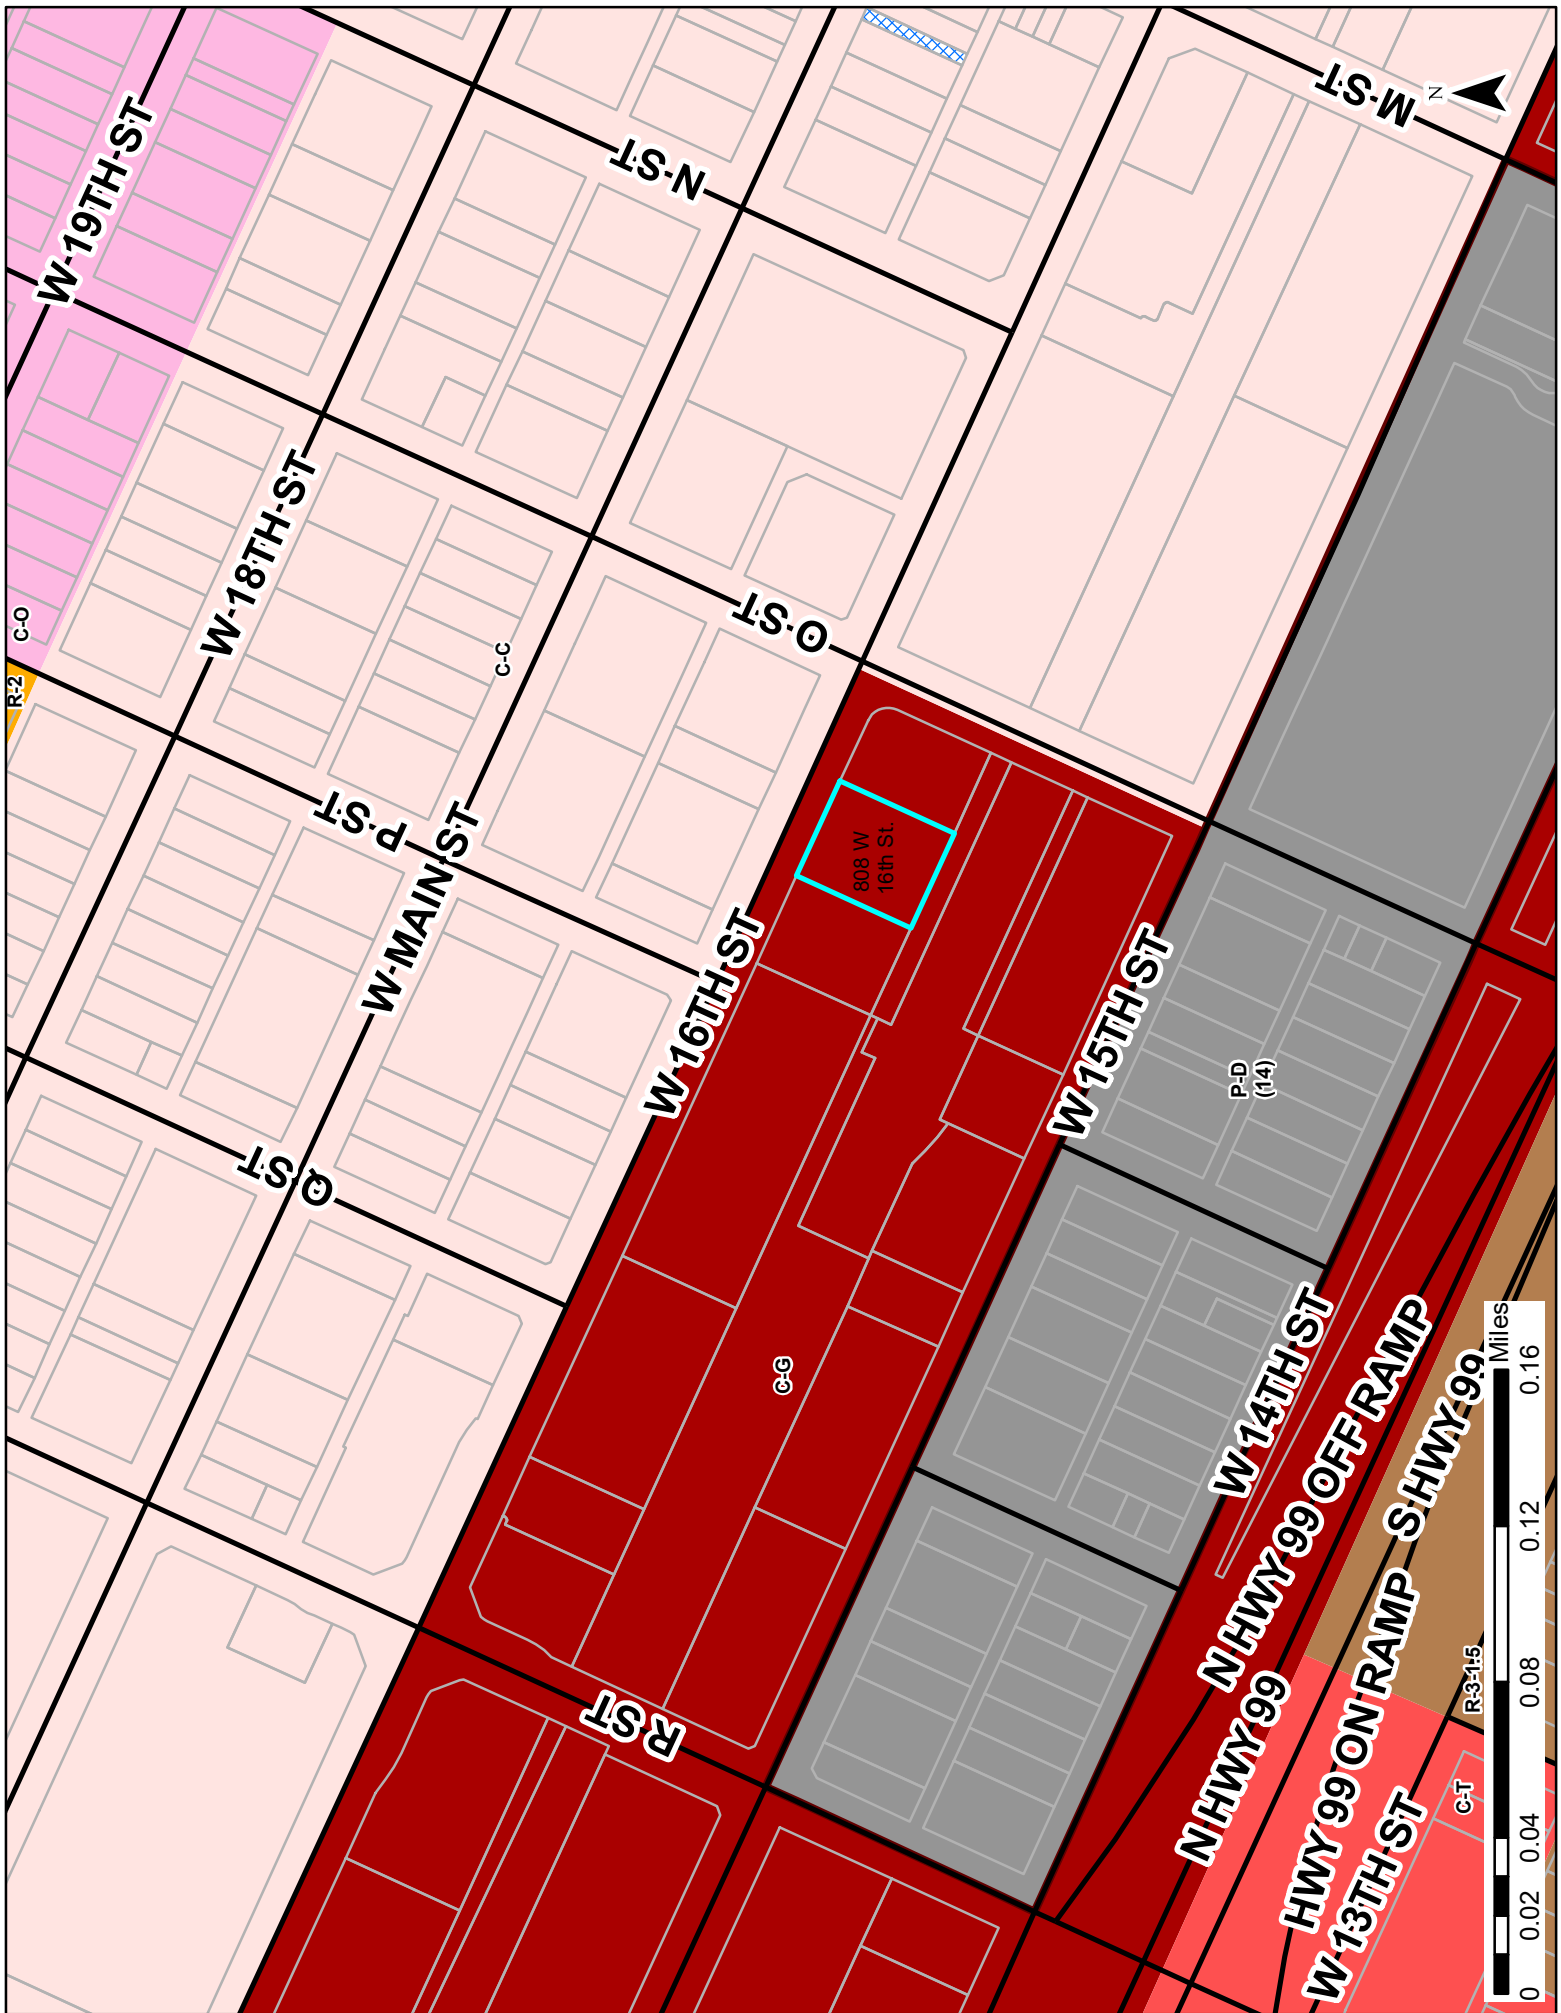 W 19TH ST
C-O
R-2
W 18TH ST
N ST
M ST
N
C-C
O ST
P ST
W MAIN ST
Q ST
W 16TH ST
808 W
16th St.
W 15TH ST
P-D
(14)
C-G
R ST
W 14TH ST
N HWY 99 OFF RAMP
S HWY 99
N HWY 99
HWY 99 ON RAMP
W 13TH ST
R-3-1.5
C-T
0 0.02 0.04 0.08 0.12 0.16
Miles